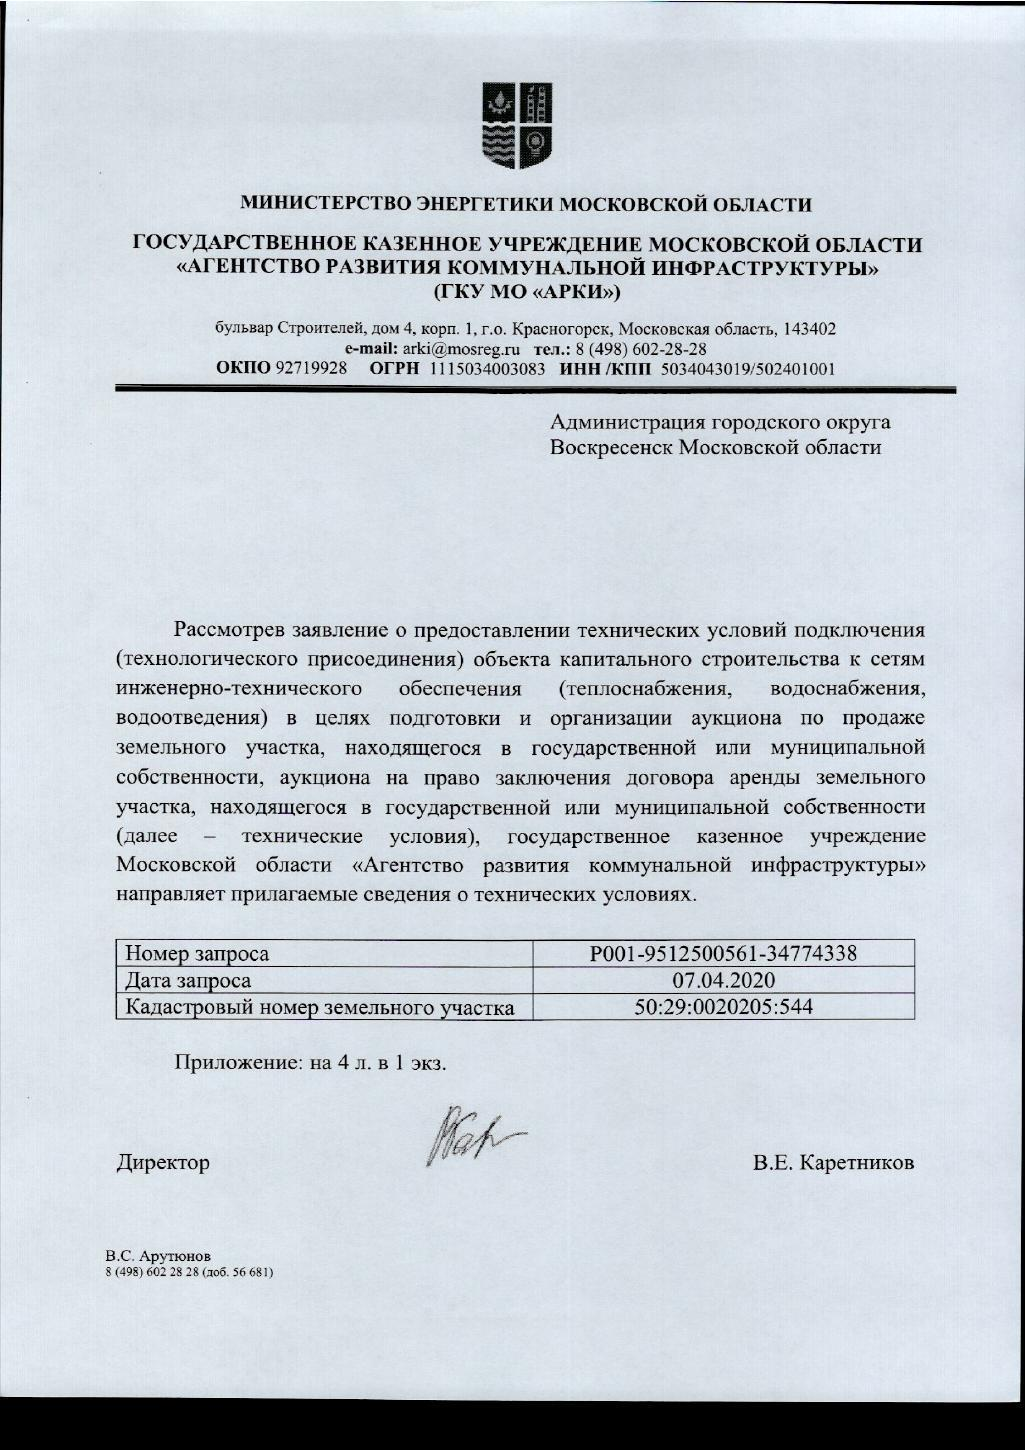 МИНИСТЕРСТВО ЭНЕРГЕТИКИ МОСКОВСКОЙ ОБЛАСТИ
ГОСУДАРСТВЕННОЕ КАЗЕННОЕ УЧРЕЖДЕНИЕ МОСКОВСКОЙ ОБЛАСТИ
«АГЕНТСТВО РАЗВИТИЯ КОММУНАЛЬНОЙ ИНФРАСТРУКТУРЫ»
(ГКУ МО «АРКИ»)
бульвар Строителей, дом 4, корп. 1, г.о. Красногорск, Московская область, 143402
e-mail: arki@mosreg.ru тел.: 8 (498) 602-28-28
ОКПО 92719928 ОГРН 1115034003083 ИНН /КПП 5034043019/502401001
Администрация городского округа
Воскресенск Московской области
Рассмотрев заявление о предоставлении технических условий подключения
(технологического присоединения) объекта капитального строительства к сетям
инженерно-технического обеспечения (теплоснабжения, водоснабжения,
водоотведения) в целях подготовки и организации аукциона по продаже
земельного участка, находящегося в государственной или муниципальной
собственности, аукциона на право заключения договора аренды земельного
участка, находящегося в государственной или муниципальной собственности
(далее – технические условия), государственное казенное учреждение
Московской области «Агентство развития коммунальной инфраструктуры»
направляет прилагаемые сведения о технических условиях.
Номер запроса P001-9512500561-34774338
Дата запроса 07.04.2020
Кадастровый номер земельного участка 50:29:0020205:544
Приложение: на 4 л. в 1 экз.
Директор В.Е. Каретников
В.С. Арутюнов
8 (498) 602 28 28 (доб. 56 681)